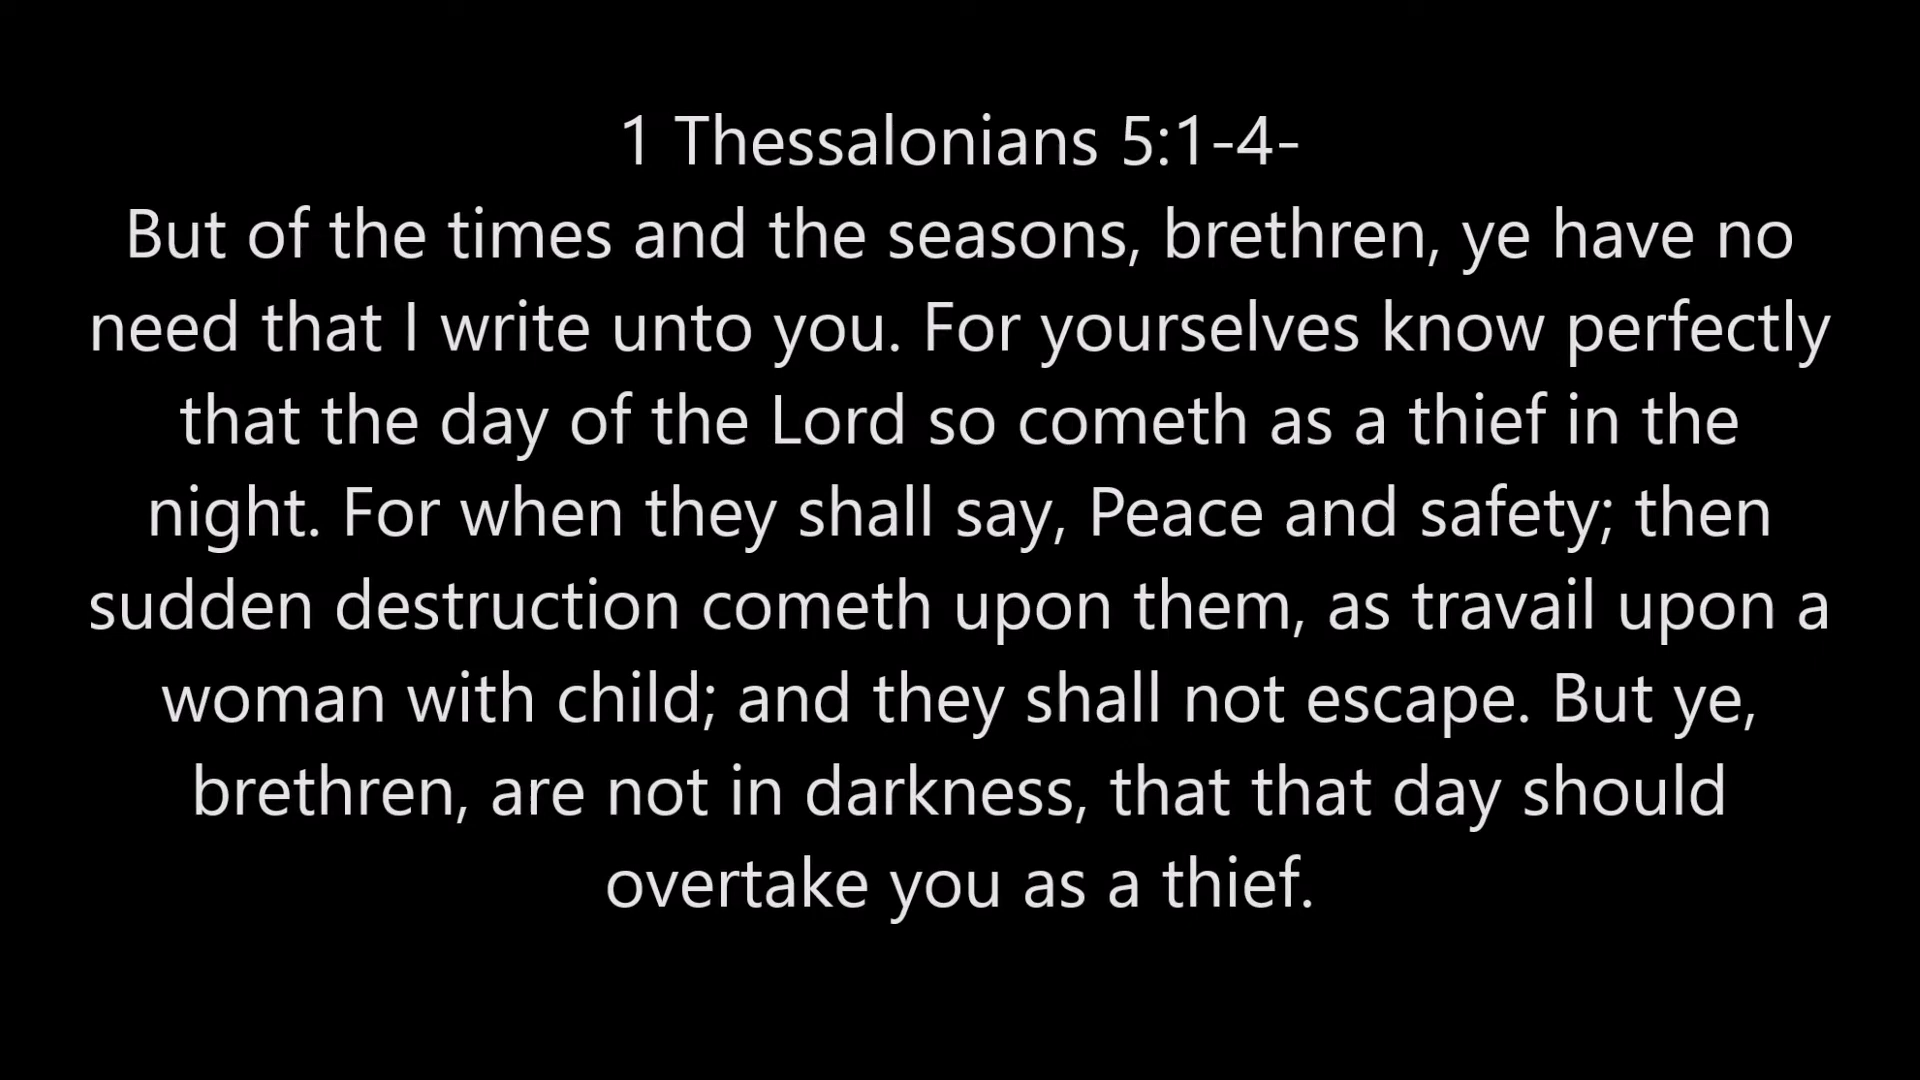 1 Thessalonians 5:1-4-
But of the times and the seasons, brethren, ye have no
need that I write unto you. For yourselves know perfectly
that the day of the Lord so cometh as a thief in the
night. For when they shall say, Peace and safety; then
sudden destruction cometh upon them, as travail upon a
woman with child; and they shall not escape. But ye,
brethren, are not in darkness, that that day should
overtake you as a thief.